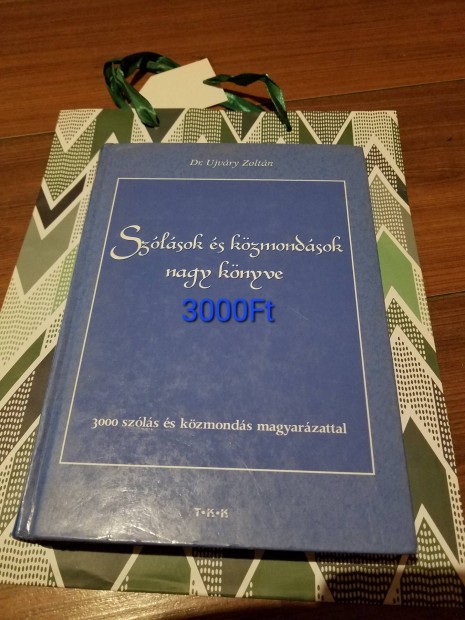 Dr. Ujváry Zoltán
Szólások és közmondások
nagy könyve
3000Ft
3000 szólás és közmondás magyarázattal
T•K•K